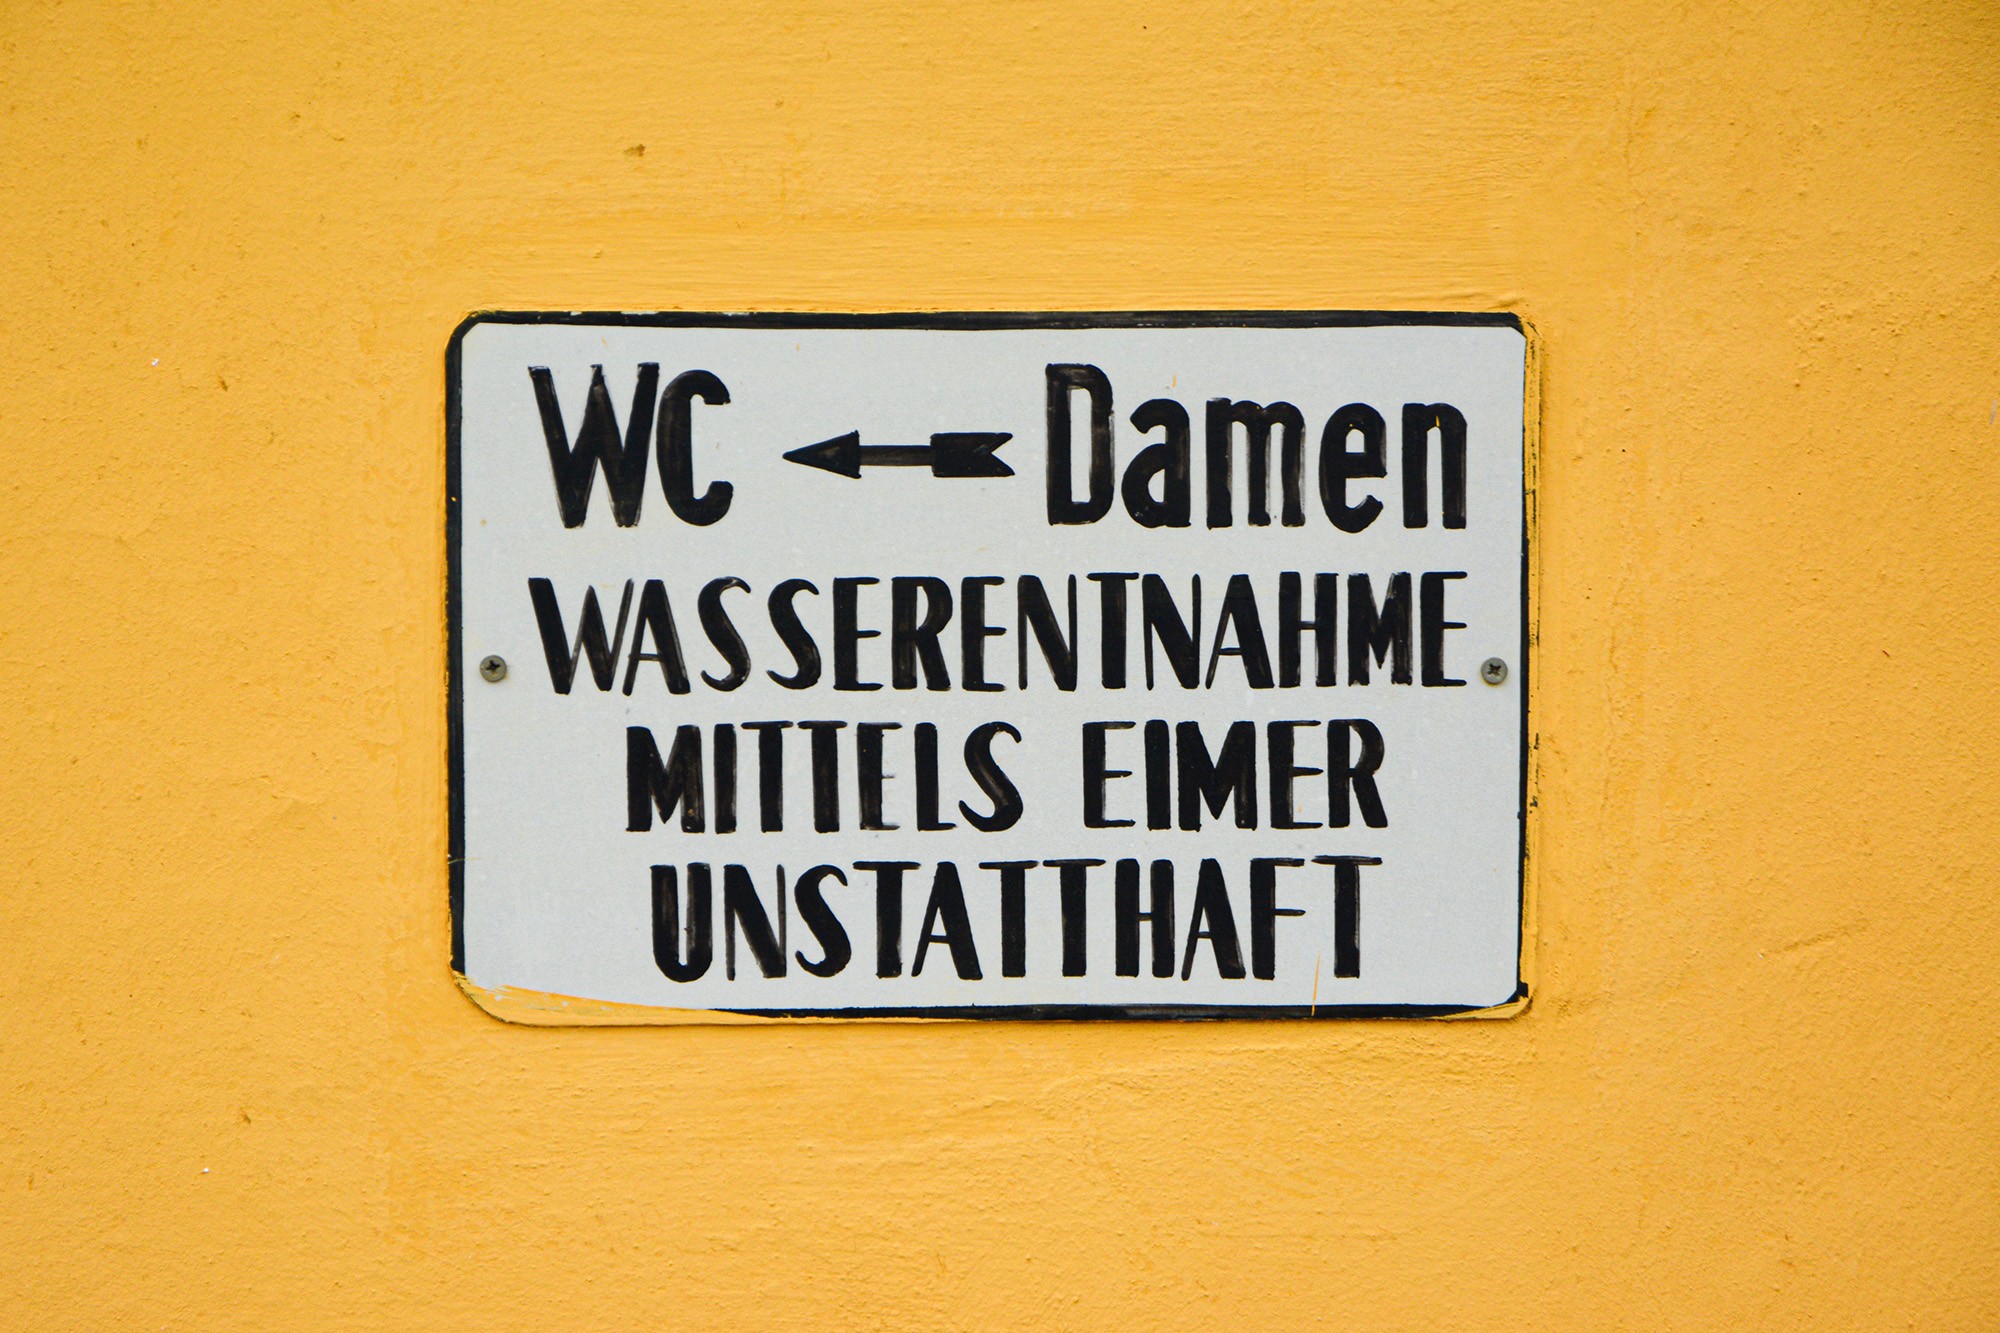 WC ← Damen
WASSERENTNAHME
MITTELS EIMER
UNSTATTHAFT